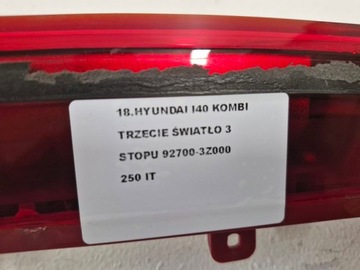 18.HYUNDAI I40 KOMBI
TRZECIE ŚWIATŁO 3
STOPU 92700-3Z000
250 IT